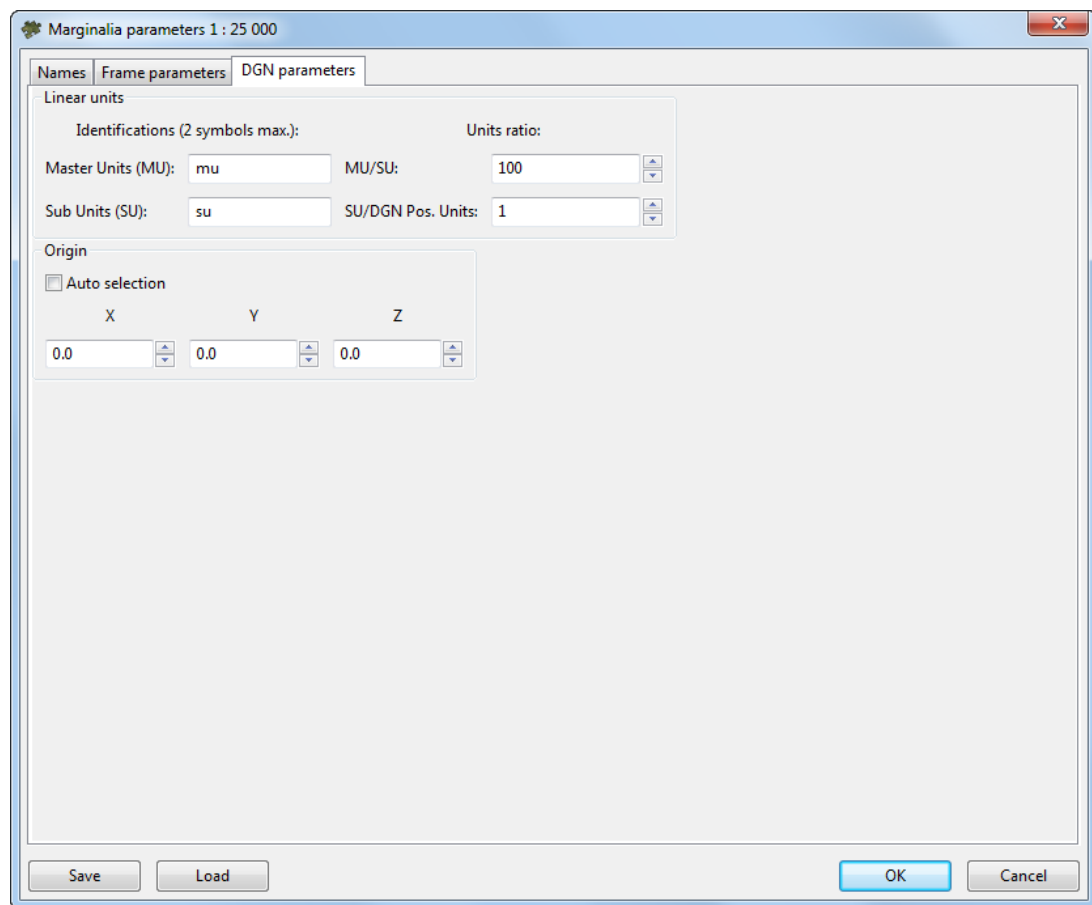 Marginalia parameters 1 : 25 000
Names Frame parameters DGN parameters
Linear units
Identifications (2 symbols max.): Units ratio:
Master Units (MU): mu MU/SU: 100
Sub Units (SU): su SU/DGN Pos. Units: 1
Origin
Auto selection
X Y Z
0.0 0.0 0.0
Save Load OK Cancel